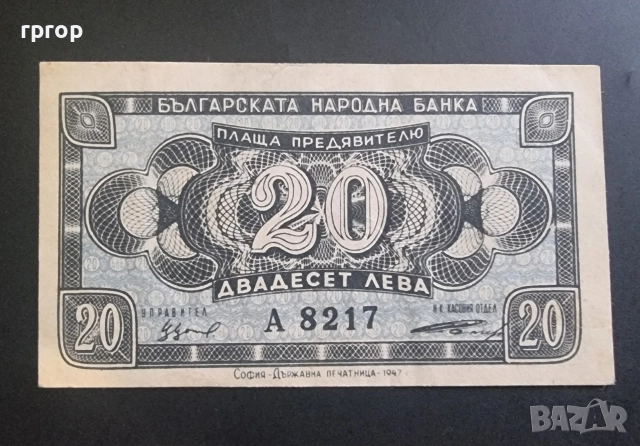 гргор
БЪЛГАРСКАТА НАРОДНА БАНКА
ПЛАЩА ПРЕДЯВИТЕЛЮ
20
ДВАДЕСЕТ ЛЕВА
УПРАВИТЕЛ
Н-К КАСОВИЯ ОТДЕЛ
А 8217
20
20
СОФИЯ-ДЪРЖАВНА ПЕЧАТНИЦА-1947
BAZAR